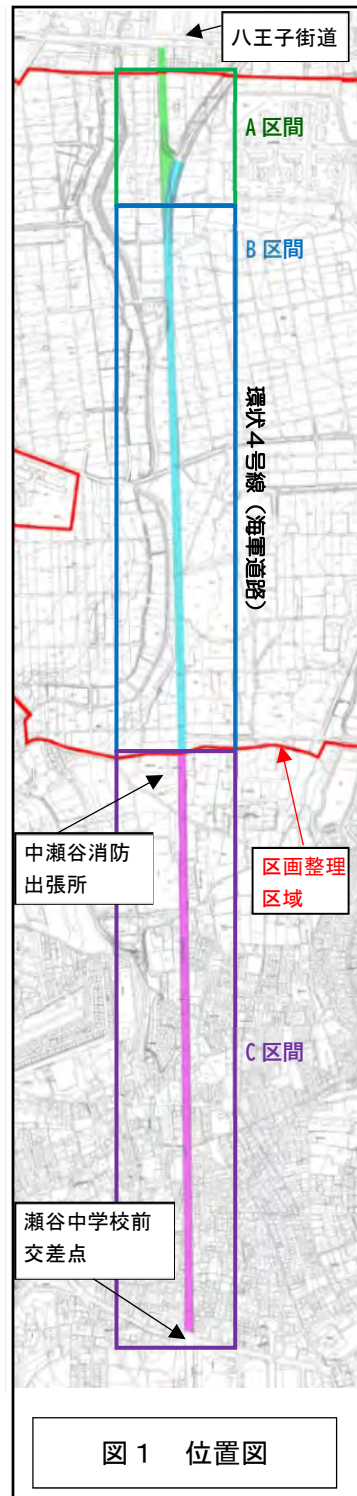 八王子街道
A区間
B区間
環状4号線（海軍道路）
中瀬谷消防
出張所
区画整理
区域
C区間
瀬谷中学校前
交差点
図1 位置図